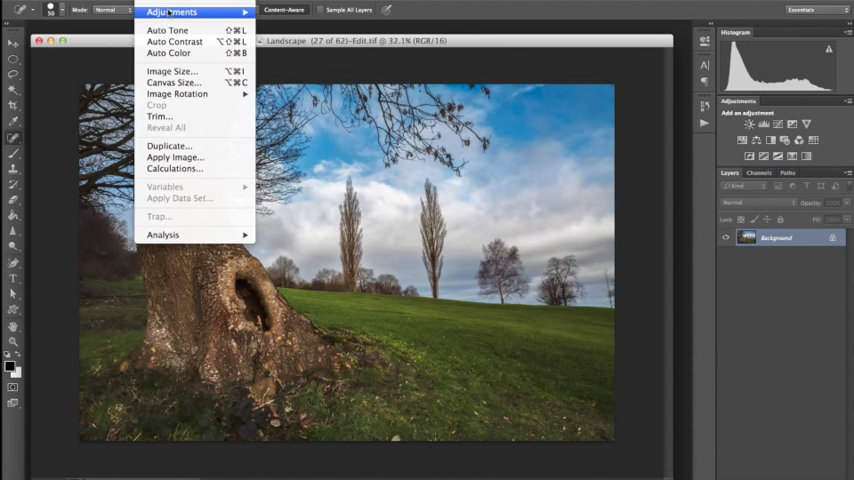 50 Mode: Normal Content-Aware Sample All Layers Essentials
Landscape (27 of 62)-Edit.tif @ 32.1% (RGB/16)
Adjustments
Auto Tone ⇧⌘L
Auto Contrast ⌥⇧⌘L
Auto Color ⇧⌘B
Image Size... ⌥⌘I
Canvas Size... ⌥⌘C
Image Rotation
Crop
Trim...
Reveal All
Duplicate...
Apply Image...
Calculations...
Variables
Apply Data Set...
Trap...
Analysis
Histogram
Adjustments
Add an adjustment
Layers Channels Paths
Kind
Normal Opacity:
Lock: Fill:
Background